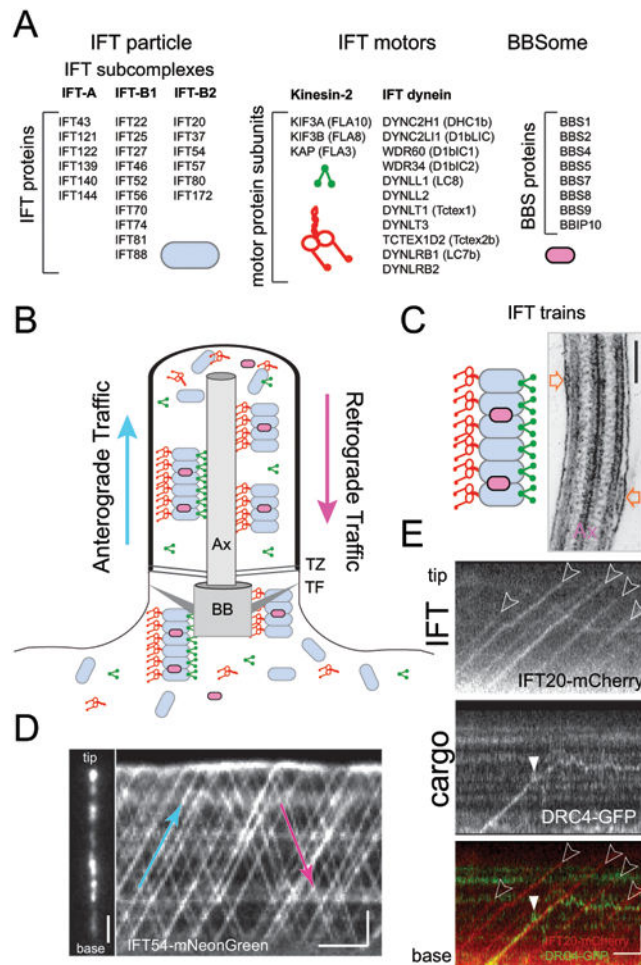 A
IFT particle
IFT motors
BBSome
IFT subcomplexes
IFT-A IFT-B1 IFT-B2
Kinesin-2 IFT dynein
IFT proteins
IFT43
IFT121
IFT122
IFT139
IFT140
IFT144
IFT22
IFT25
IFT27
IFT46
IFT52
IFT56
IFT70
IFT74
IFT81
IFT88
IFT20
IFT37
IFT54
IFT57
IFT80
IFT172
motor protein subunits
KIF3A (FLA10)
KIF3B (FLA8)
KAP (FLA3)
DYNC2H1 (DHC1b)
DYNC2LI1 (D1bLIC)
WDR60 (D1bIC1)
WDR34 (D1bIC2)
DYNLL1 (LC8)
DYNLL2
DYNLT1 (Tctex1)
DYNLT3
TCTEX1D2 (Tctex2b)
DYNLRB1 (LC7b)
DYNLRB2
BBS proteins
BBS1
BBS2
BBS4
BBS5
BBS7
BBS8
BBS9
BBIP10
B
Anterograde Traffic
Retrograde Traffic
Ax
TZ
TF
BB
C
IFT trains
Ax
D
tip
base
IFT54-mNeonGreen
E
tip
IFT
IFT20-mCherry
cargo
DRC4-GFP
IFT20-mCherry
DRC4-GFP
base